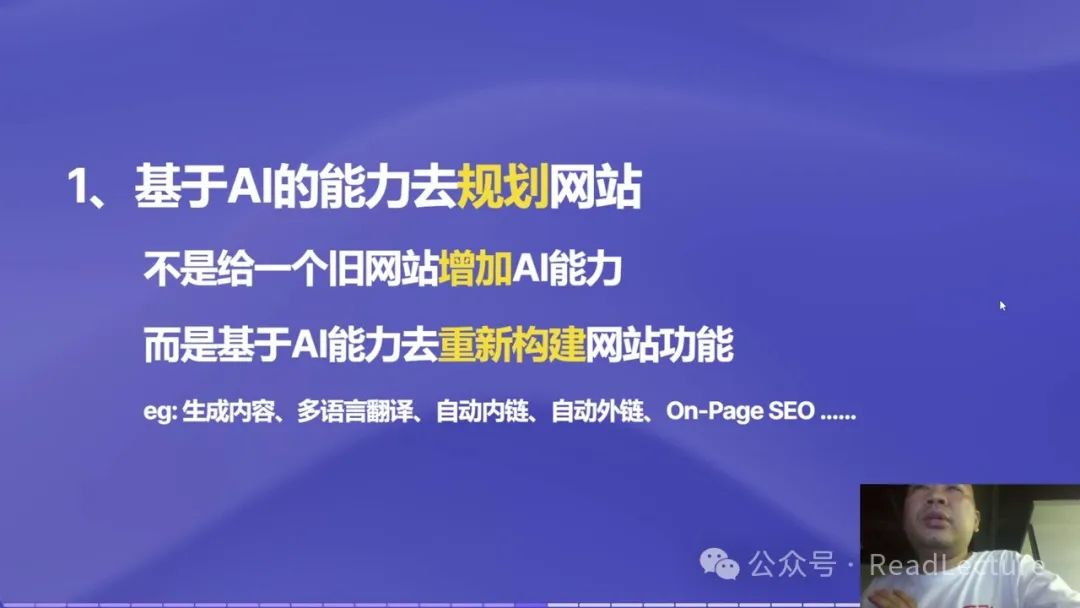 1、基于AI的能力去规划网站
不是给一个旧网站增加AI能力
而是基于AI能力去重新构建网站功能
eg: 生成内容、多语言翻译、自动内链、自动外链、On-Page SEO ......
公众号 · ReadLecture